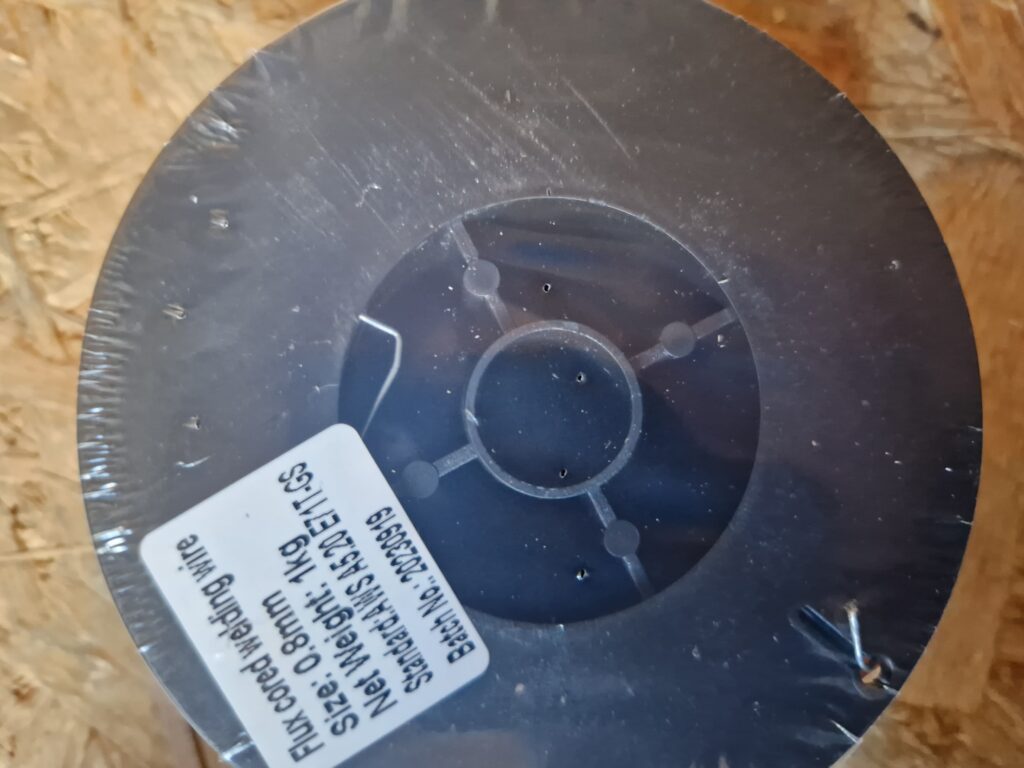 Flux cored welding wire
Size: 0.8mm
Net Weight: 1kg
Standard:AWS A5.20 E71T-GS
Batch No.: 20230919